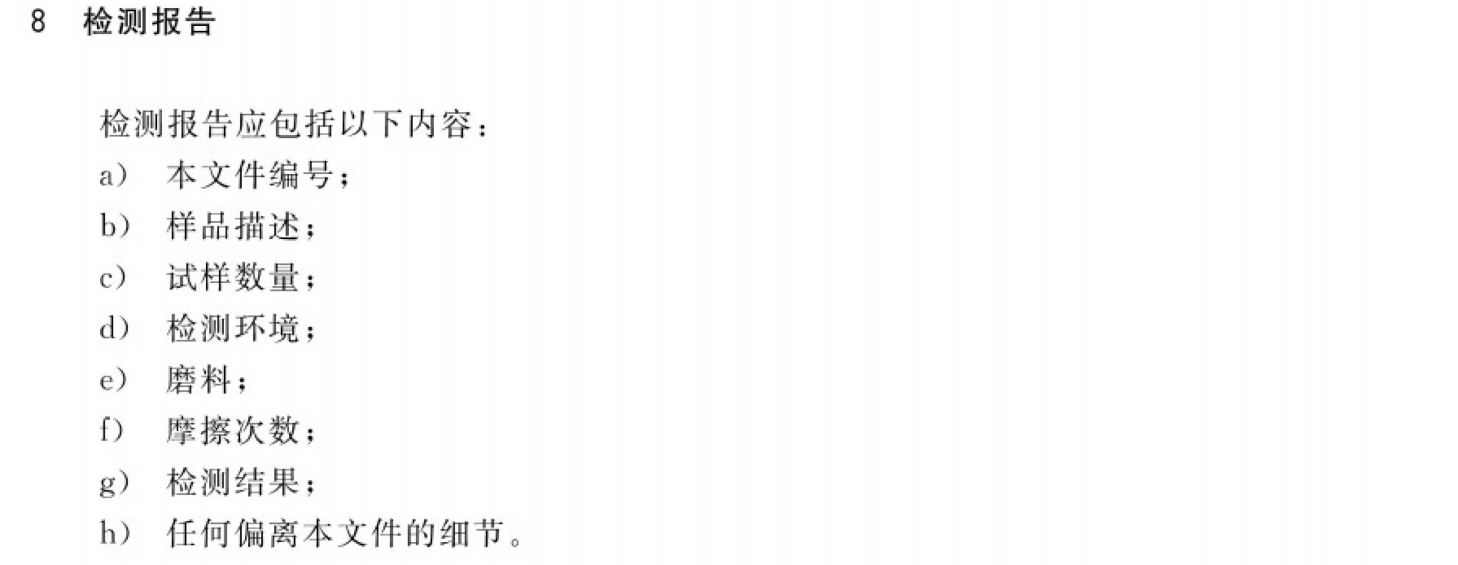 8 检测报告
检测报告应包括以下内容：
a） 本文件编号；
b） 样品描述；
c） 试样数量；
d） 检测环境；
e） 磨料；
f） 摩擦次数；
g） 检测结果；
h） 任何偏离本文件的细节。